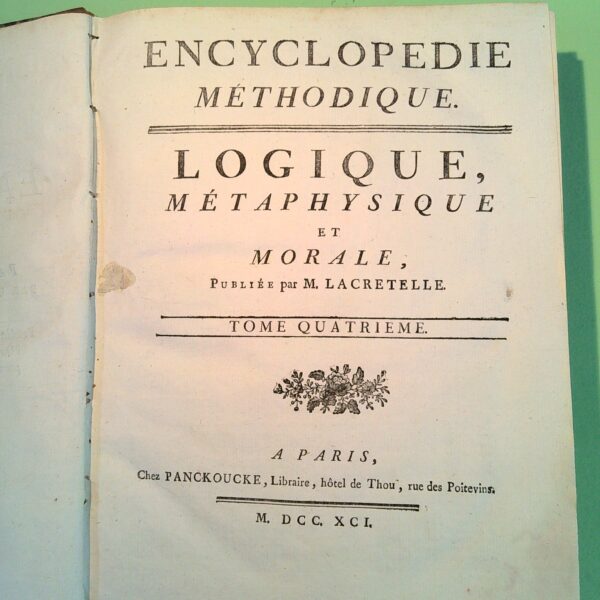 ENCYCLOPEDIE
MÉTHODIQUE.
LOGIQUE,
MÉTAPHYSIQUE
ET
MORALE,
PUBLIÉE par M. LACRETELLE.
TOME QUATRIEME.
A PARIS,
Chez PANCKOUCKE, Libraire, hôtel de Thou, rue des Poitevins.
M. DCC. XCI.